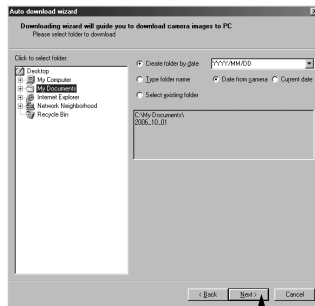 Auto download wizard
Downloading wizard will guide you to download camera images to PC
Please select folder to download
Click to select folder.
Desktop
My Computer
My Documents
Internet Explorer
Network Neighborhood
Recycle Bin
Create folder by date
YYYY/MM/DD
Type folder name
Date from camera
Current date
Select existing folder
C:\My Documents\
2006_10_01
< Back
Next >
Cancel